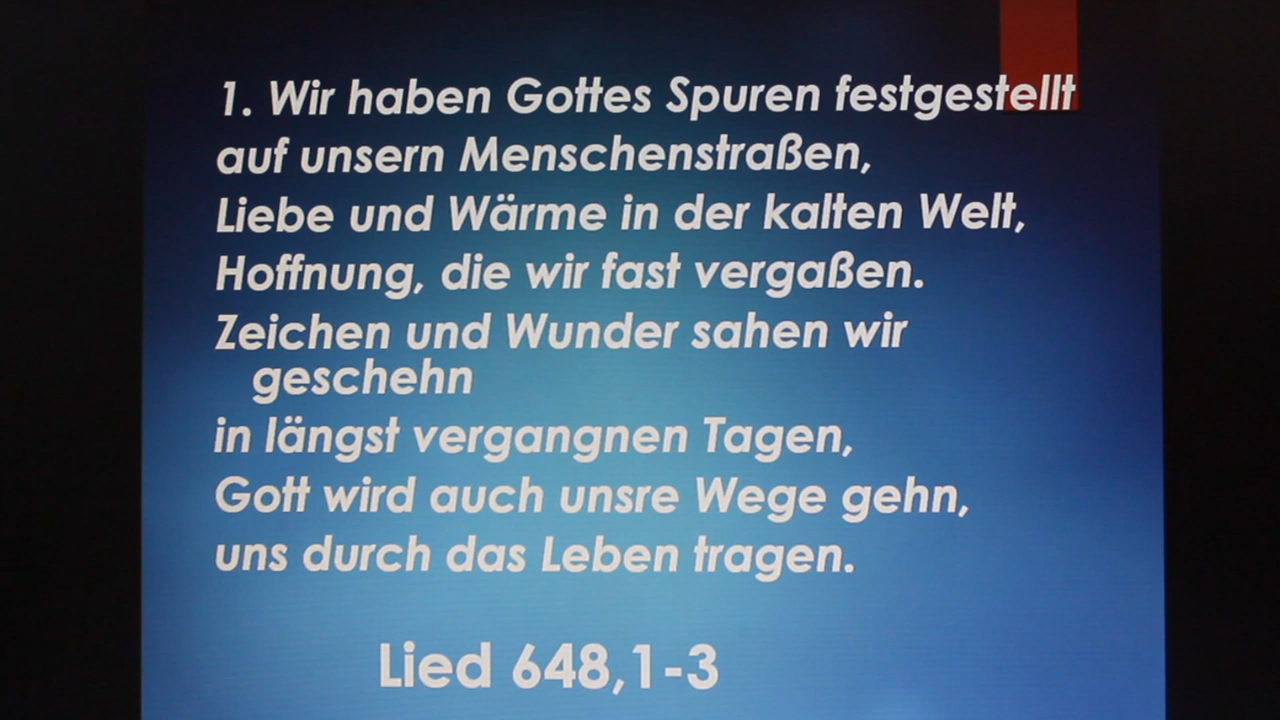 1. Wir haben Gottes Spuren festgestellt
auf unsern Menschenstraßen,
Liebe und Wärme in der kalten Welt,
Hoffnung, die wir fast vergaßen.
Zeichen und Wunder sahen wir
geschehn
in längst vergangnen Tagen,
Gott wird auch unsre Wege gehn,
uns durch das Leben tragen.
Lied 648,1-3